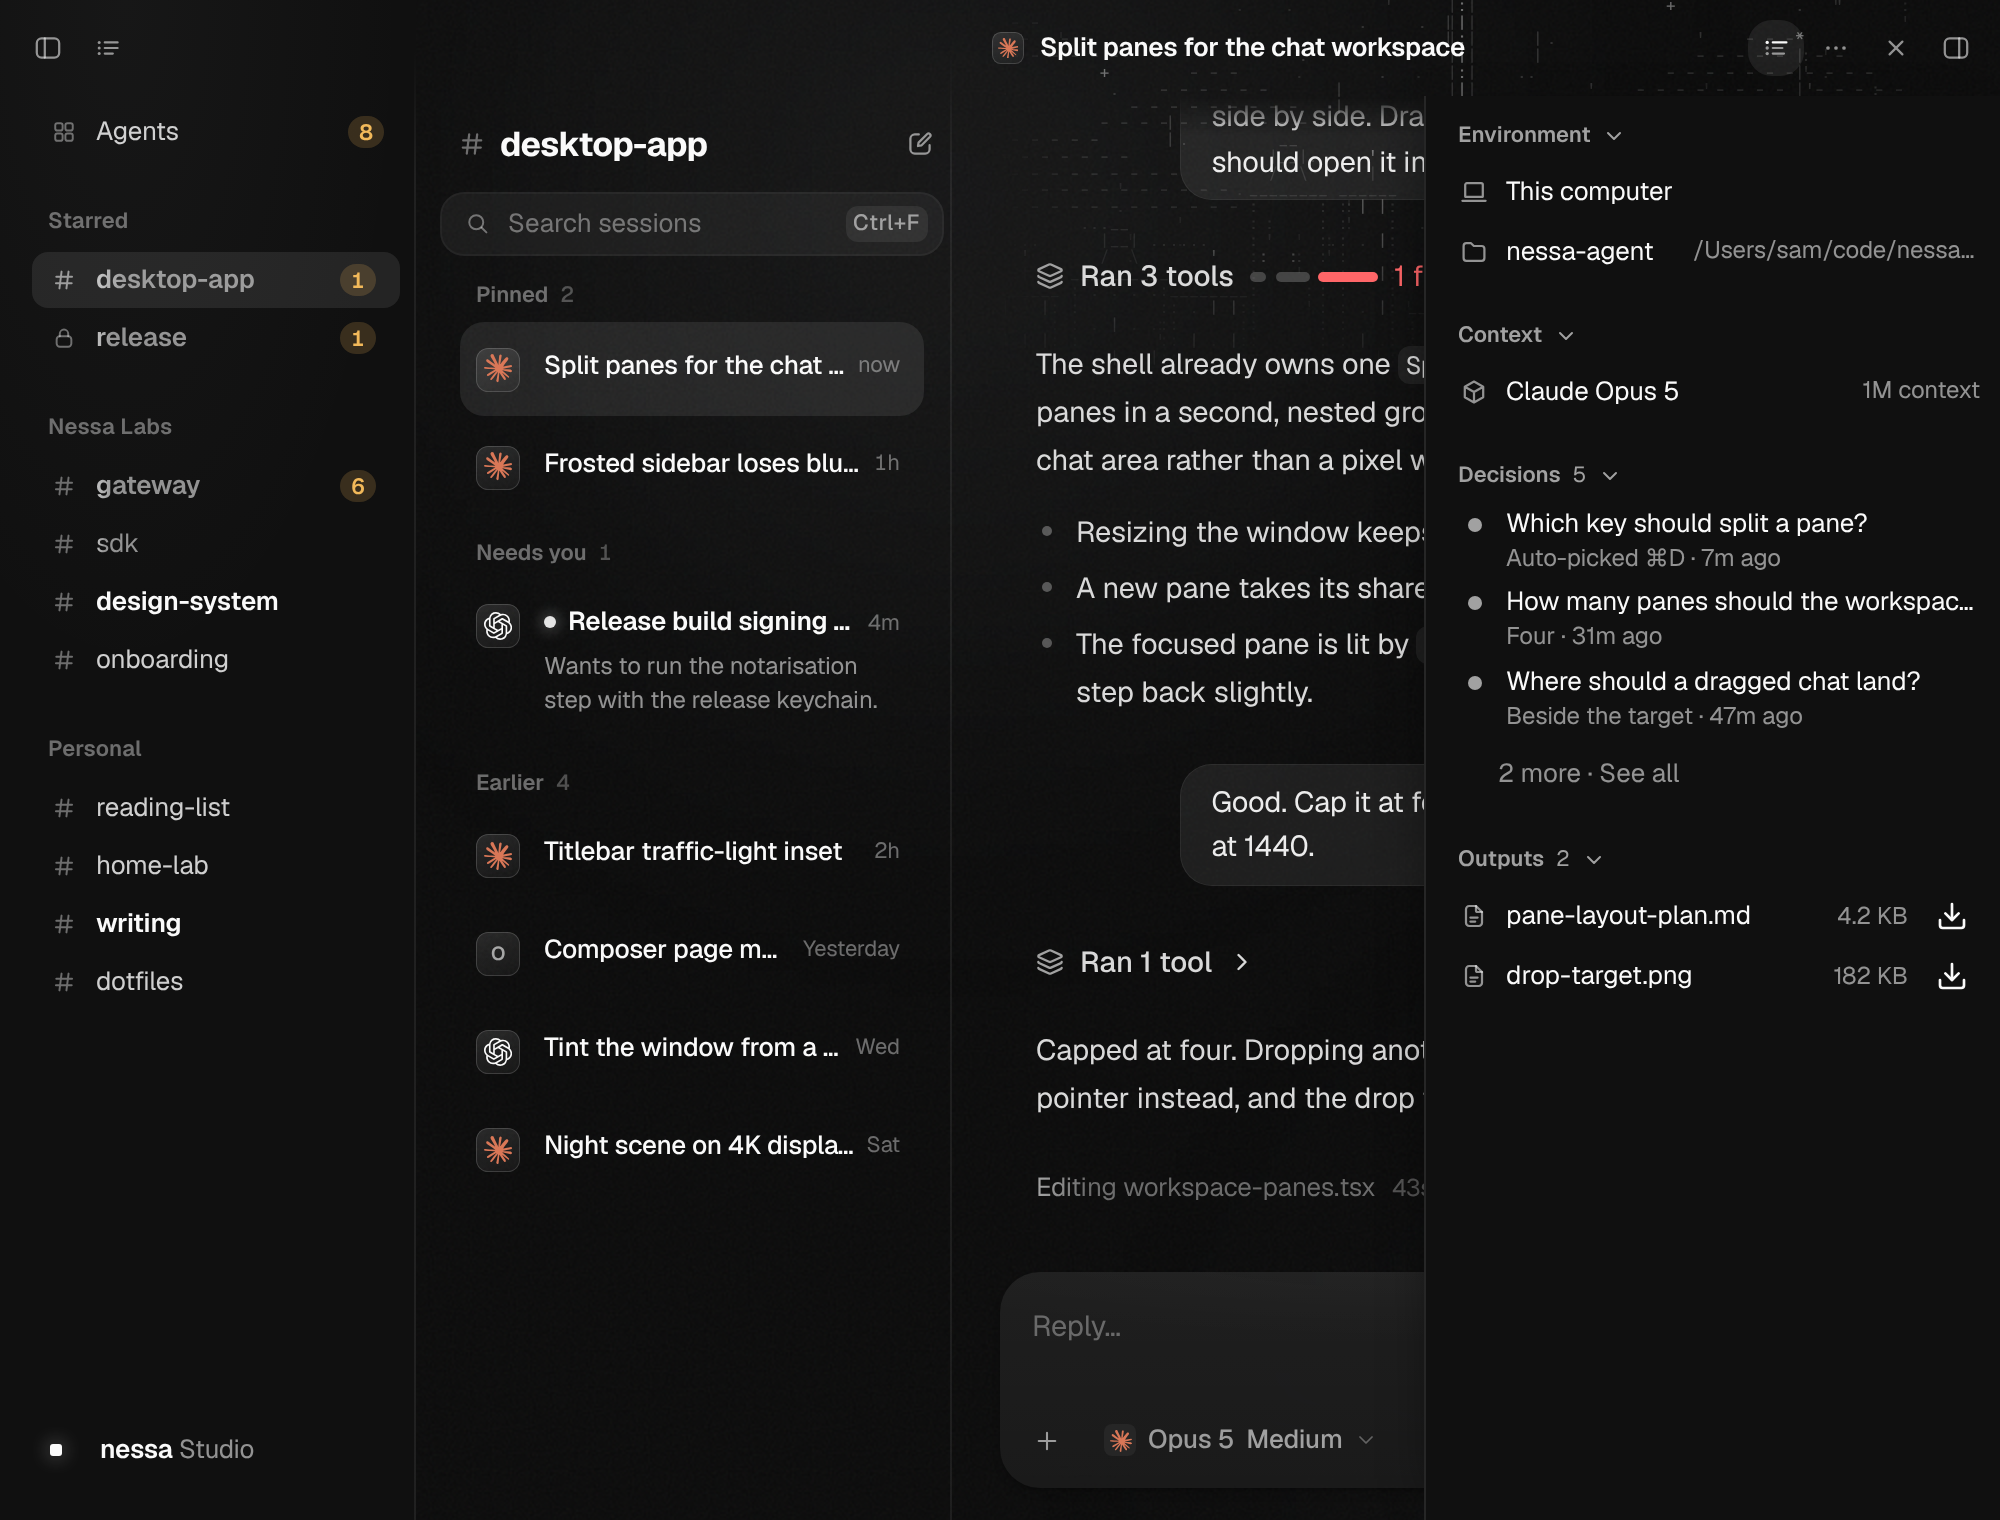 Split panes for the chat workspace
Agents 8
Starred
desktop-app 1
release 1
Nessa Labs
gateway 6
sdk
design-system
onboarding
Personal
reading-list
home-lab
writing
dotfiles
nessa Studio
# desktop-app
Search sessions Ctrl+F
Pinned 2
Split panes for the chat ... now
Frosted sidebar loses blu... 1h
Needs you 1
Release build signing ... 4m
Wants to run the notarisation
step with the release keychain.
Earlier 4
Titlebar traffic-light inset 2h
O Composer page m... Yesterday
Tint the window from a ... Wed
Night scene on 4K displa... Sat
side by side. Dra
should open it in
Ran 3 tools 1 f
The shell already owns one Sp
panes in a second, nested gro
chat area rather than a pixel w
Resizing the window keeps
A new pane takes its share
The focused pane is lit by
step back slightly.
Good. Cap it at fo
at 1440.
Ran 1 tool
Capped at four. Dropping anot
pointer instead, and the drop
Editing workspace-panes.tsx 43s
Reply...
Opus 5 Medium
Environment
This computer
nessa-agent /Users/sam/code/nessa...
Context
Claude Opus 5 1M context
Decisions 5
Which key should split a pane?
Auto-picked ⌘D · 7m ago
How many panes should the workspac...
Four · 31m ago
Where should a dragged chat land?
Beside the target · 47m ago
2 more · See all
Outputs 2
pane-layout-plan.md 4.2 KB
drop-target.png 182 KB